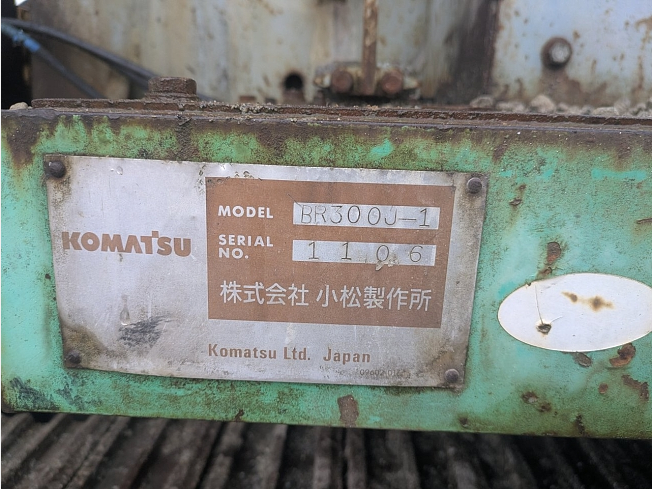 KOMATSU
MODEL BR300J-1
SERIAL NO. 1106
株式会社 小松製作所
Komatsu Ltd. Japan